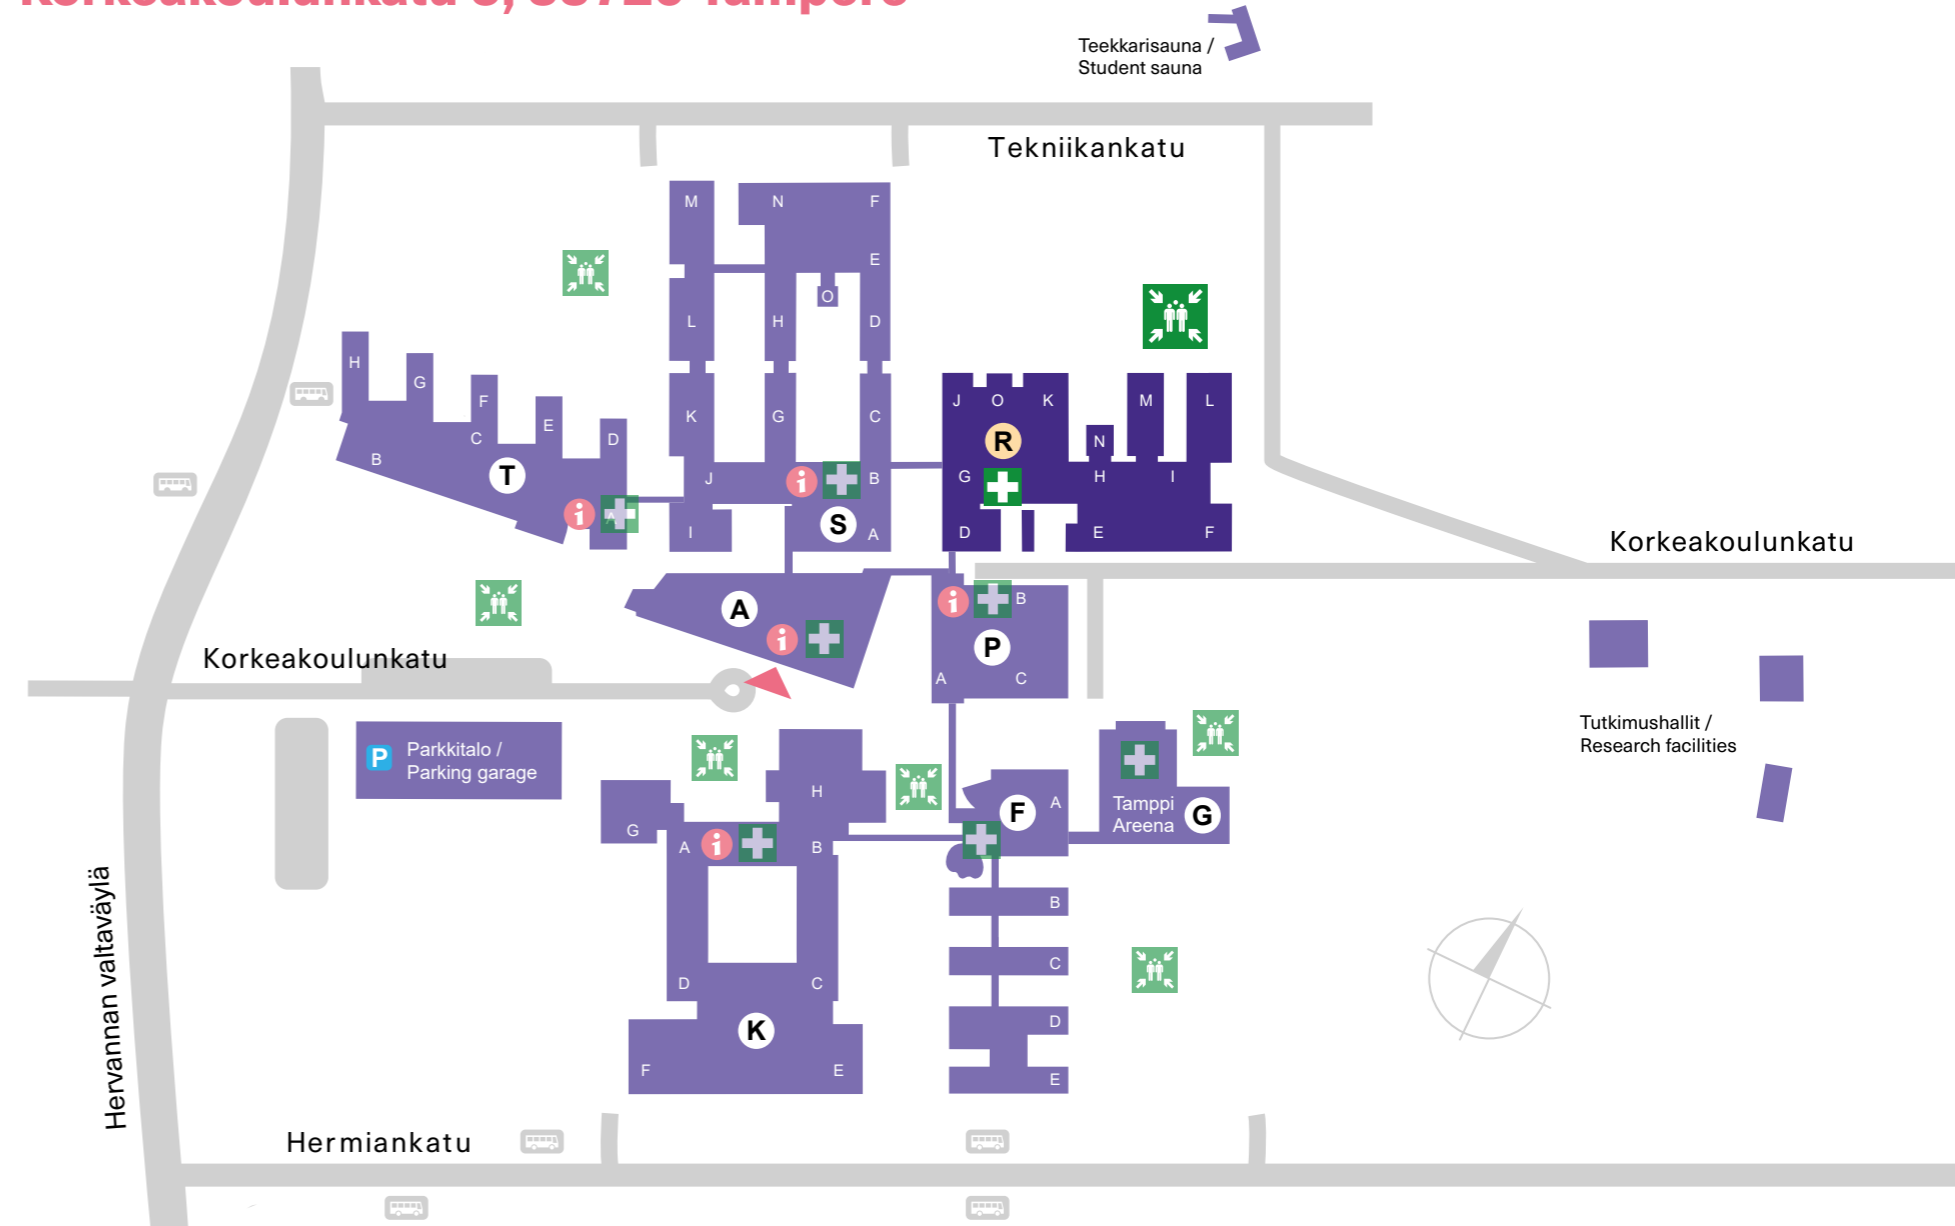 Teekkarisauna /
Student sauna
Tekniikankatu
M
N
F
E
O
L
H
D
H
G
F
E
D
C
B
T
i
A
K
G
C
J
i
B
S
I
A
J
O
K
M
L
R
N
G
H
I
D
E
F
Korkeakoulunkatu
A
i
i
B
P
A
C
Korkeakoulunkatu
P
Parkkitalo /
Parking garage
Tutkimushallit /
Research facilities
H
G
A
i
B
D
C
K
F
E
F
A
Tamppi
Areena
G
B
C
D
E
Hervannan valtaväylä
Hermiankatu